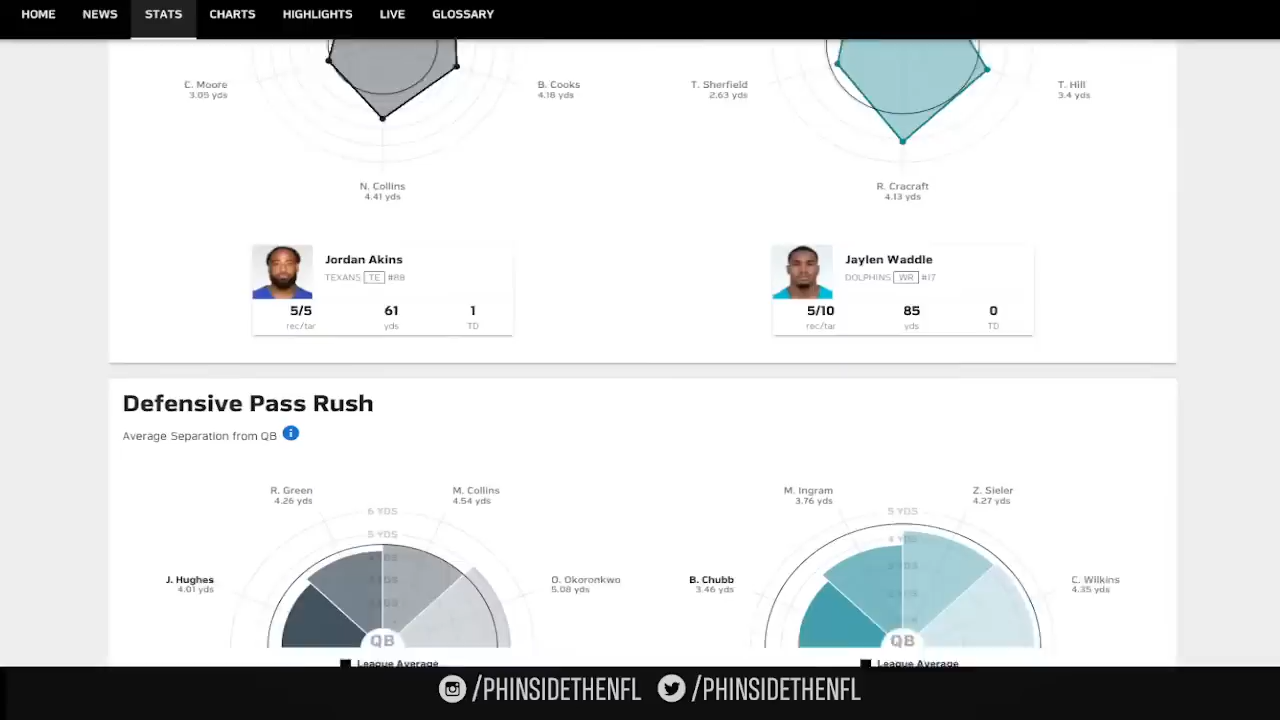 HOME NEWS STATS CHARTS HIGHLIGHTS LIVE GLOSSARY
C. Moore
3.05 yds
B. Cooks
4.18 yds
N. Collins
4.41 yds
T. Sherfield
2.63 yds
T. Hill
3.4 yds
R. Cracraft
4.13 yds
Jordan Akins
TEXANS TE #88
5/5 61 1
rec/tar yds TD
Jaylen Waddle
DOLPHINS WR #17
5/10 85 0
rec/tar yds TD
Defensive Pass Rush
Average Separation from QB i
R. Green
4.26 yds
M. Collins
4.54 yds
6 YDS
5 YDS
J. Hughes
4.01 yds
O. Okoronkwo
5.08 yds
QB
League Average
M. Ingram
3.76 yds
Z. Sieler
4.27 yds
5 YDS
B. Chubb
3.46 yds
C. Wilkins
4.35 yds
QB
League Average
/PHINSIDETHENFL /PHINSIDETHENFL